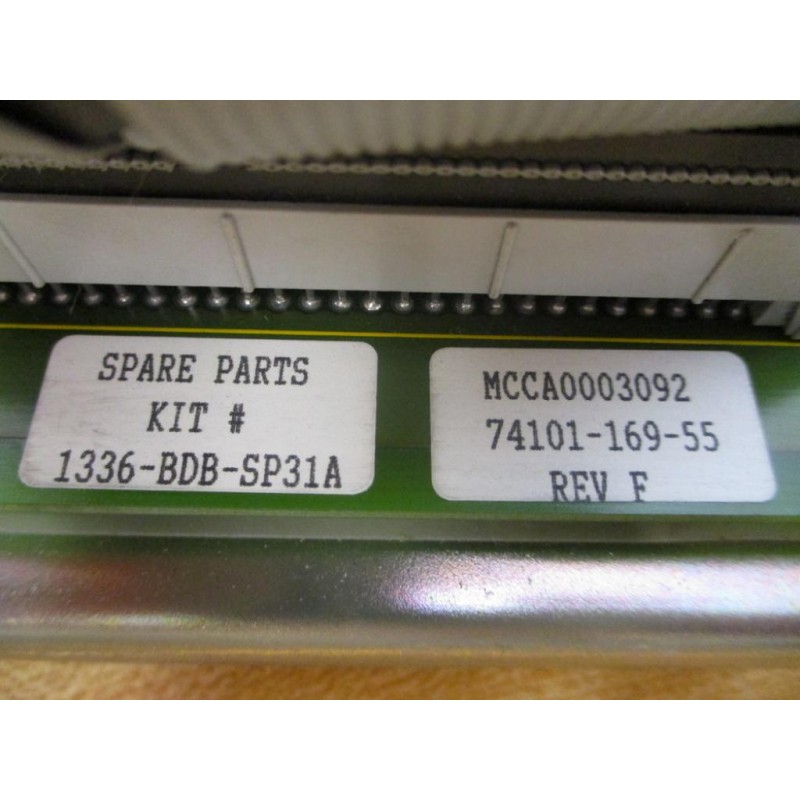 SPARE PARTS
KIT #
1336-BDB-SP31A
MCCA0003092
74101-169-55
REV F